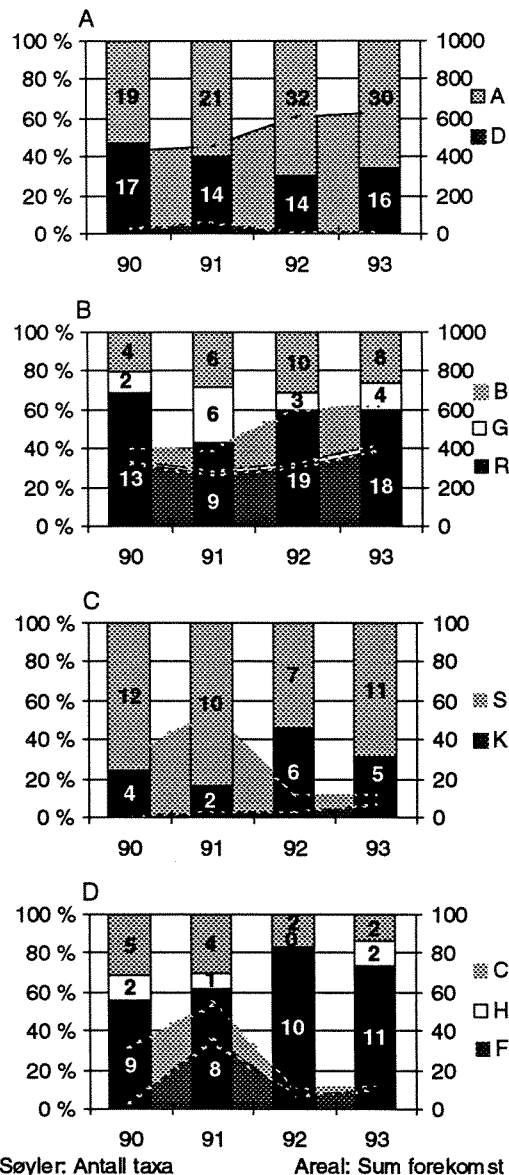 A
100 % 1000
80 % 19 21 32 30 800
60 % 600 A
40 % 400 D
20 % 17 14 14 16 200
0 % 0
90 91 92 93
B
100 % 1000
80 % 4 6 10 8 800
60 % 2 6 3 4 600 B
40 % 400 G
20 % 13 9 19 18 200 R
0 % 0
90 91 92 93
C
100 % 100
80 % 80
60 % 12 10 7 11 60 S
40 % 40 K
20 % 4 2 6 5 20
0 % 0
90 91 92 93
D
100 % 100
80 % 5 4 2 0 2 80
60 % 2 1 2 60 C
40 % 40 H
20 % 9 8 10 11 20 F
0 % 0
90 91 92 93
Søyler: Antall taxa Areal: Sum forekomst